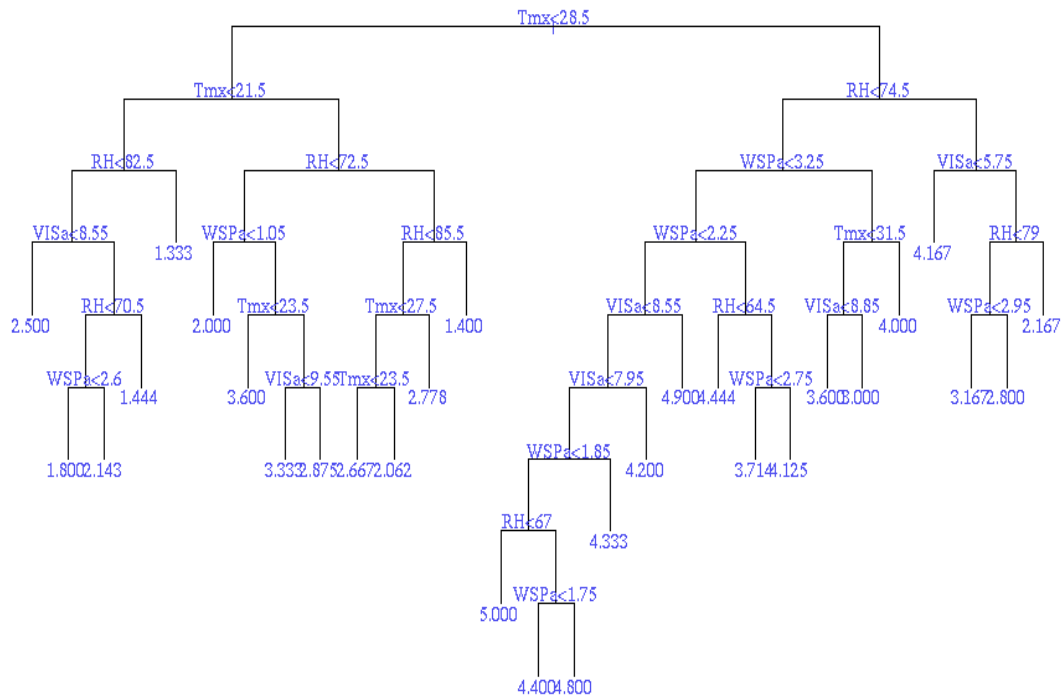 Tmx<28.5
Tmx<21.5 RH<74.5
RH<82.5 RH<72.5 WSPa<3.25 VISa<5.75
VISa<8.55 1.333 WSPa<1.05 RH<85.5 WSPa<2.25 Tmx<31.5 4.167 RH<79
2.500 RH<70.5 2.000 Tmx<23.5 Tmx<27.5 1.400 VISa<8.55 RH<64.5 VISa<8.85 4.000 WSPa<2.95 2.167
WSPa<2.6 1.444 3.600 VISa<9.55 Tmx<23.5 2.778 VISa<7.95 4.900 4.444 WSPa<2.75 3.600 3.000 3.167 2.800
1.800 2.143 3.333 2.875 2.667 2.062 WSPa<1.85 4.200 3.714 4.125
RH<67 4.333
5.000 WSPa<1.75
4.400 4.800